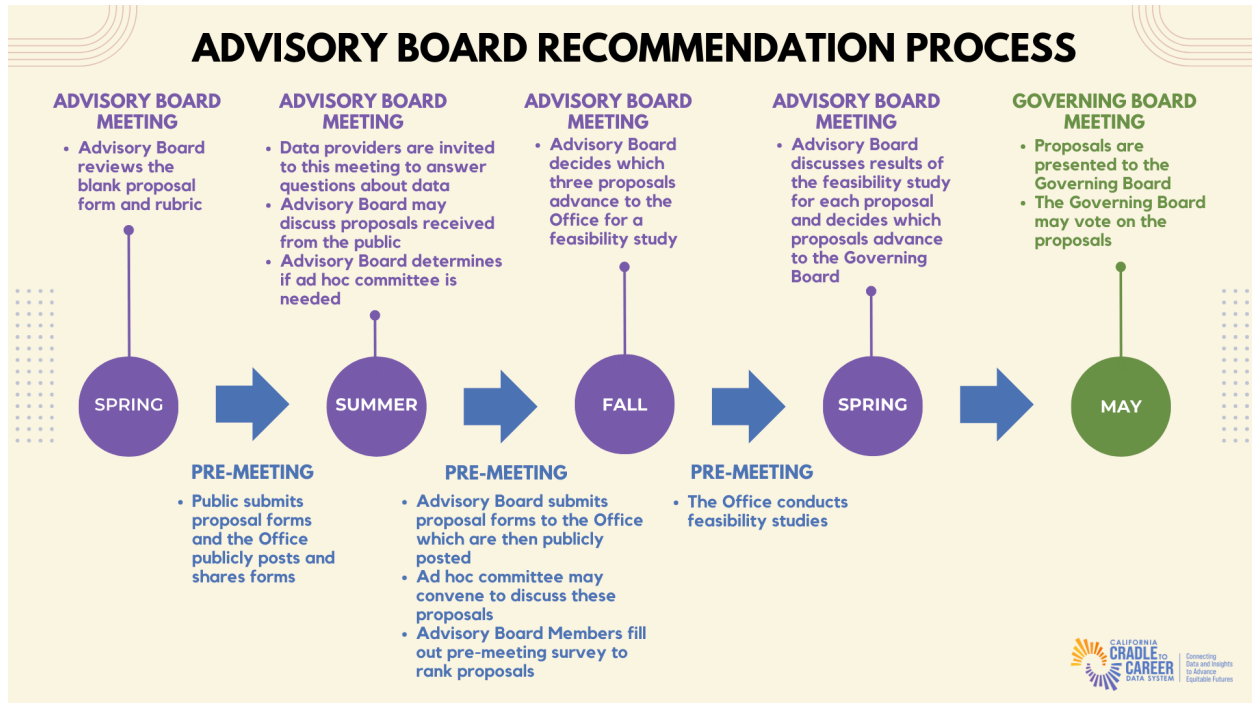 ADVISORY BOARD RECOMMENDATION PROCESS
ADVISORY BOARD
MEETING
• Advisory Board
reviews the
blank proposal
form and rubric
ADVISORY BOARD
MEETING
• Data providers are invited
to this meeting to answer
questions about data
• Advisory Board may
discuss proposals received
from the public
• Advisory Board determines
if ad hoc committee is
needed
ADVISORY BOARD
MEETING
• Advisory Board
decides which
three proposals
advance to the
Office for a
feasibility study
ADVISORY BOARD
MEETING
• Advisory Board
discusses results of
the feasibility study
for each proposal
and decides which
proposals advance
to the Governing
Board
GOVERNING BOARD
MEETING
• Proposals are
presented to the
Governing Board
• The Governing Board
may vote on the
proposals
SPRING
SUMMER
FALL
SPRING
MAY
PRE-MEETING
• Public submits
proposal forms
and the Office
publicly posts and
shares forms
PRE-MEETING
• Advisory Board submits
proposal forms to the Office
which are then publicly
posted
• Ad hoc committee may
convene to discuss these
proposals
• Advisory Board Members fill
out pre-meeting survey to
rank proposals
PRE-MEETING
• The Office conducts
feasibility studies
CALIFORNIA
CRADLE TO
CAREER
DATA SYSTEM
Connecting
Data and Insights
to Advance
Equitable Futures